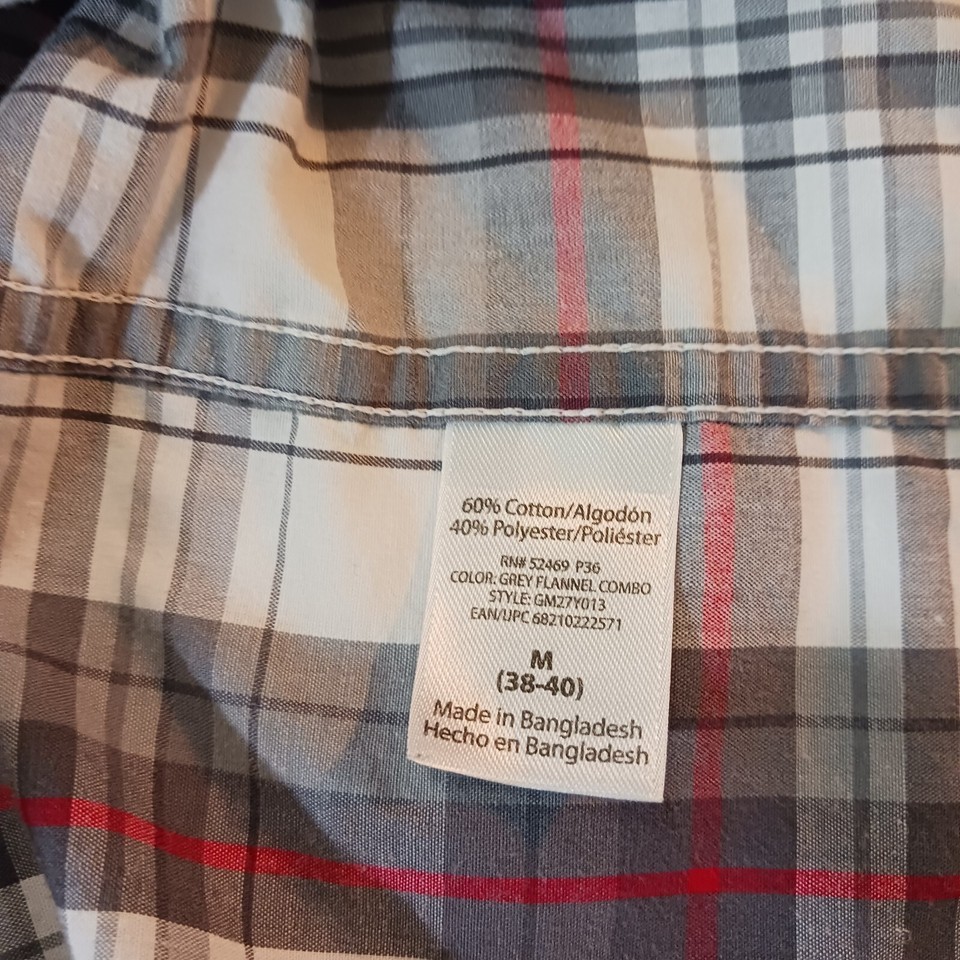 60% Cotton/Algodón
40% Polyester/Poliéster
RN# 52469 P36
COLOR: GREY FLANNEL COMBO
STYLE: GM27Y013
EAN/UPC 68210222571
M
(38-40)
Made in Bangladesh
Hecho en Bangladesh